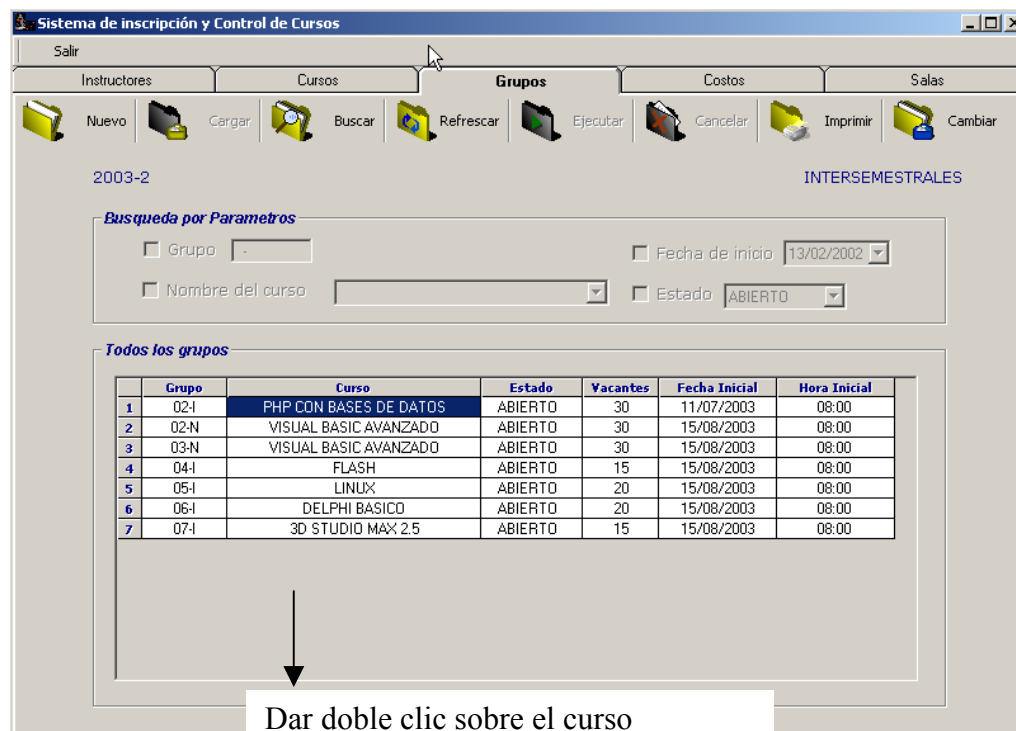 Sistema de inscripción y Control de Cursos
Salir
Instructores Cursos Grupos Costos Salas
Nuevo Cargar Buscar Refrescar Ejecutar Cancelar Imprimir Cambiar
2003-2 INTERSEMESTRALES
Busqueda por Parametros
Grupo - Fecha de inicio 13/02/2002
Nombre del curso Estado ABIERTO
Todos los grupos
Grupo Curso Estado Vacantes Fecha Inicial Hora Inicial
1 02-I PHP CON BASES DE DATOS ABIERTO 30 11/07/2003 08:00
2 02-N VISUAL BASIC AVANZADO ABIERTO 30 15/08/2003 08:00
3 03-N VISUAL BASIC AVANZADO ABIERTO 30 15/08/2003 08:00
4 04-I FLASH ABIERTO 15 15/08/2003 08:00
5 05-I LINUX ABIERTO 20 15/08/2003 08:00
6 06-I DELPHI BASICO ABIERTO 20 15/08/2003 08:00
7 07-I 3D STUDIO MAX 2.5 ABIERTO 15 15/08/2003 08:00
Dar doble clic sobre el curso